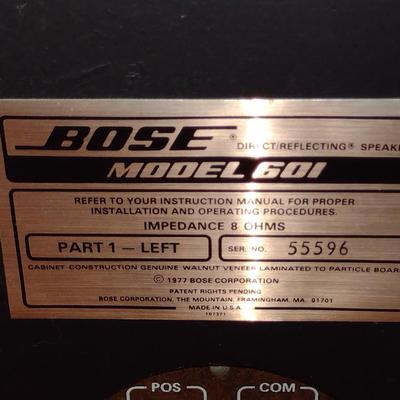 BOSE® DIRECT/REFLECTING® SPEAKE
MODEL 601
REFER TO YOUR INSTRUCTION MANUAL FOR PROPER
INSTALLATION AND OPERATING PROCEDURES.
IMPEDANCE 8 OHMS
PART 1 — LEFT SER. NO. 55596
CABINET CONSTRUCTION GENUINE WALNUT VENEER LAMINATED TO PARTICLE BOAR
© 1977 BOSE CORPORATION
PATENT RIGHTS PENDING
BOSE CORPORATION, THE MOUNTAIN, FRAMINGHAM, MA. 01701
MADE IN U.S.A.
107371
POS COM